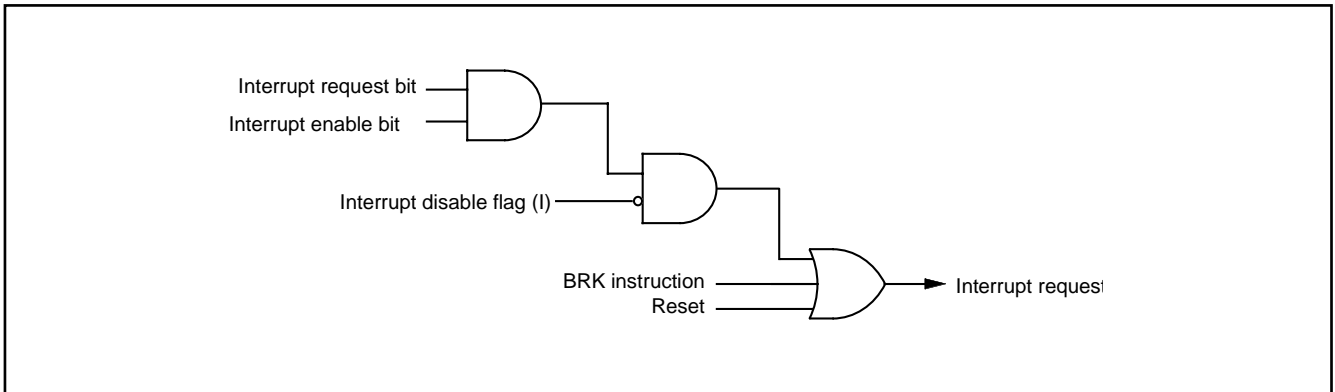 Interrupt request bit
Interrupt enable bit
Interrupt disable flag (I)
BRK instruction
Reset
Interrupt request